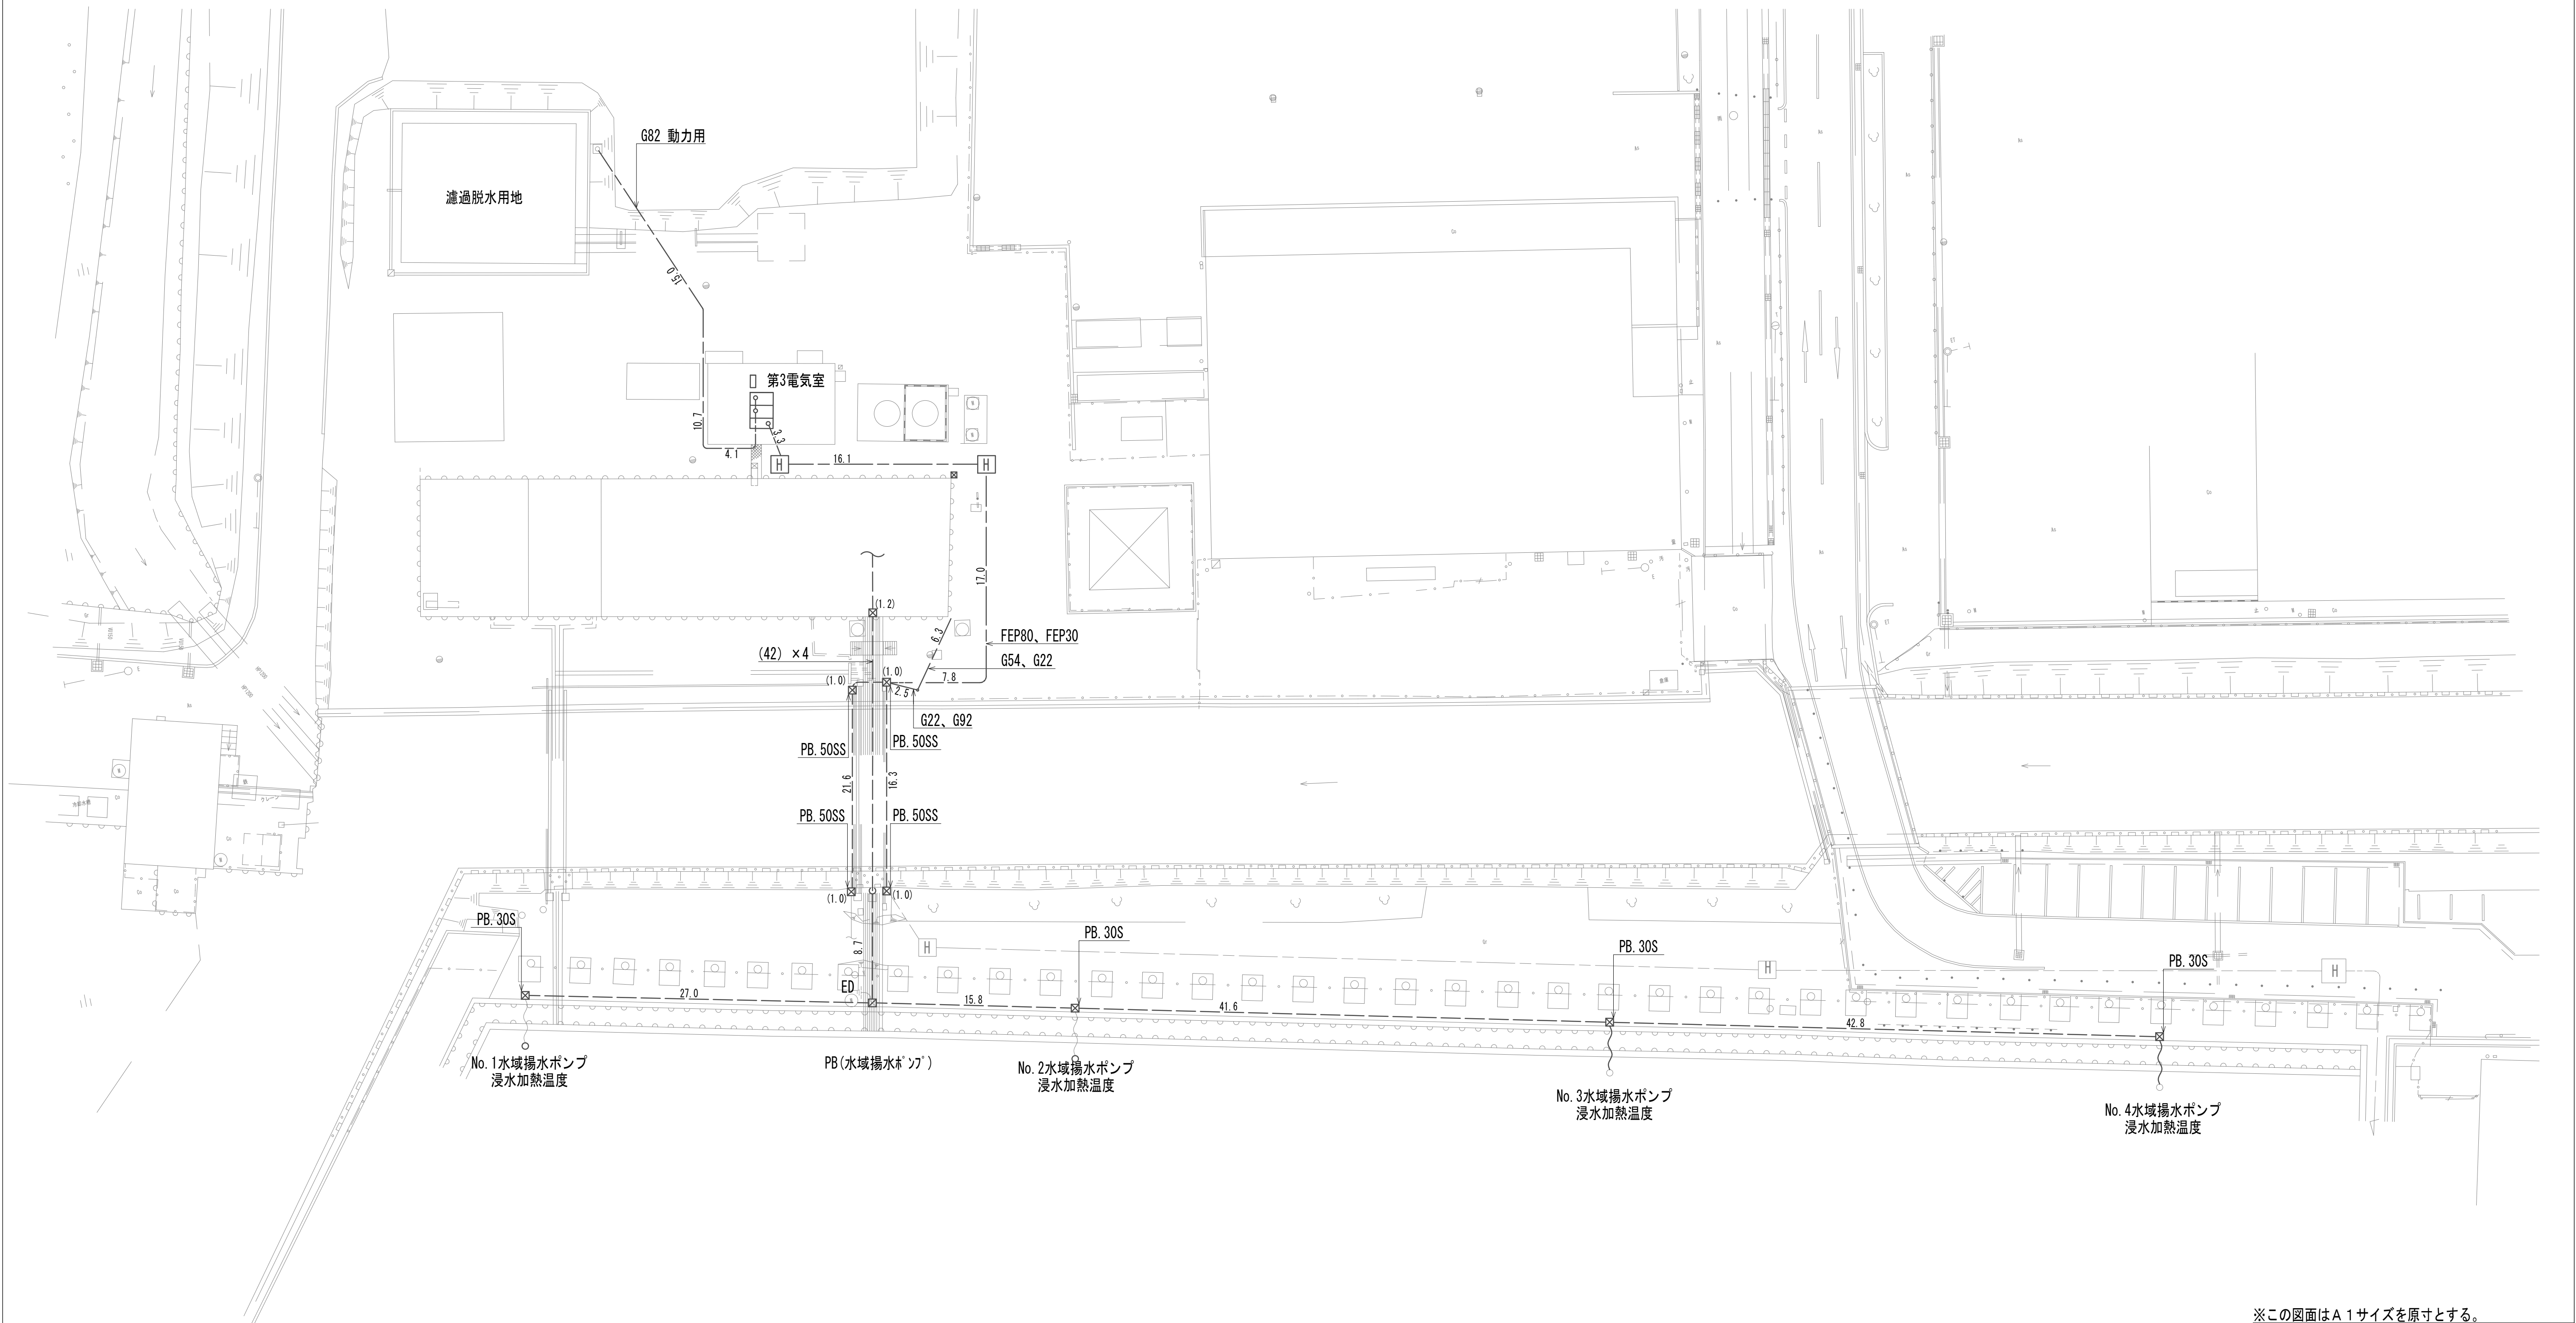 G82 動力用
濾過脱水用地
15.0
第3電気室
10.7
3.3
4.1
H
16.1
H
17.0
(1.2)
6.3
FEP80、FEP30
(42) ×4
G54、G22
(1.0)
(1.0)
7.8
2.5
G22、G92
PB.50SS
PB.50SS
21.6
16.3
PB.50SS
PB.50SS
(1.0)
(1.0)
PB.30S
PB.30S
PB.30S
PB.30S
H
H
H
8.7
ED
27.0
15.8
41.6
42.8
No.1水域揚水ポンプ
浸水加熱温度
PB(水域揚水ﾎﾟﾝﾌﾟ)
No.2水域揚水ポンプ
浸水加熱温度
No.3水域揚水ポンプ
浸水加熱温度
No.4水域揚水ポンプ
浸水加熱温度
※この図面はA1サイズを原寸とする。